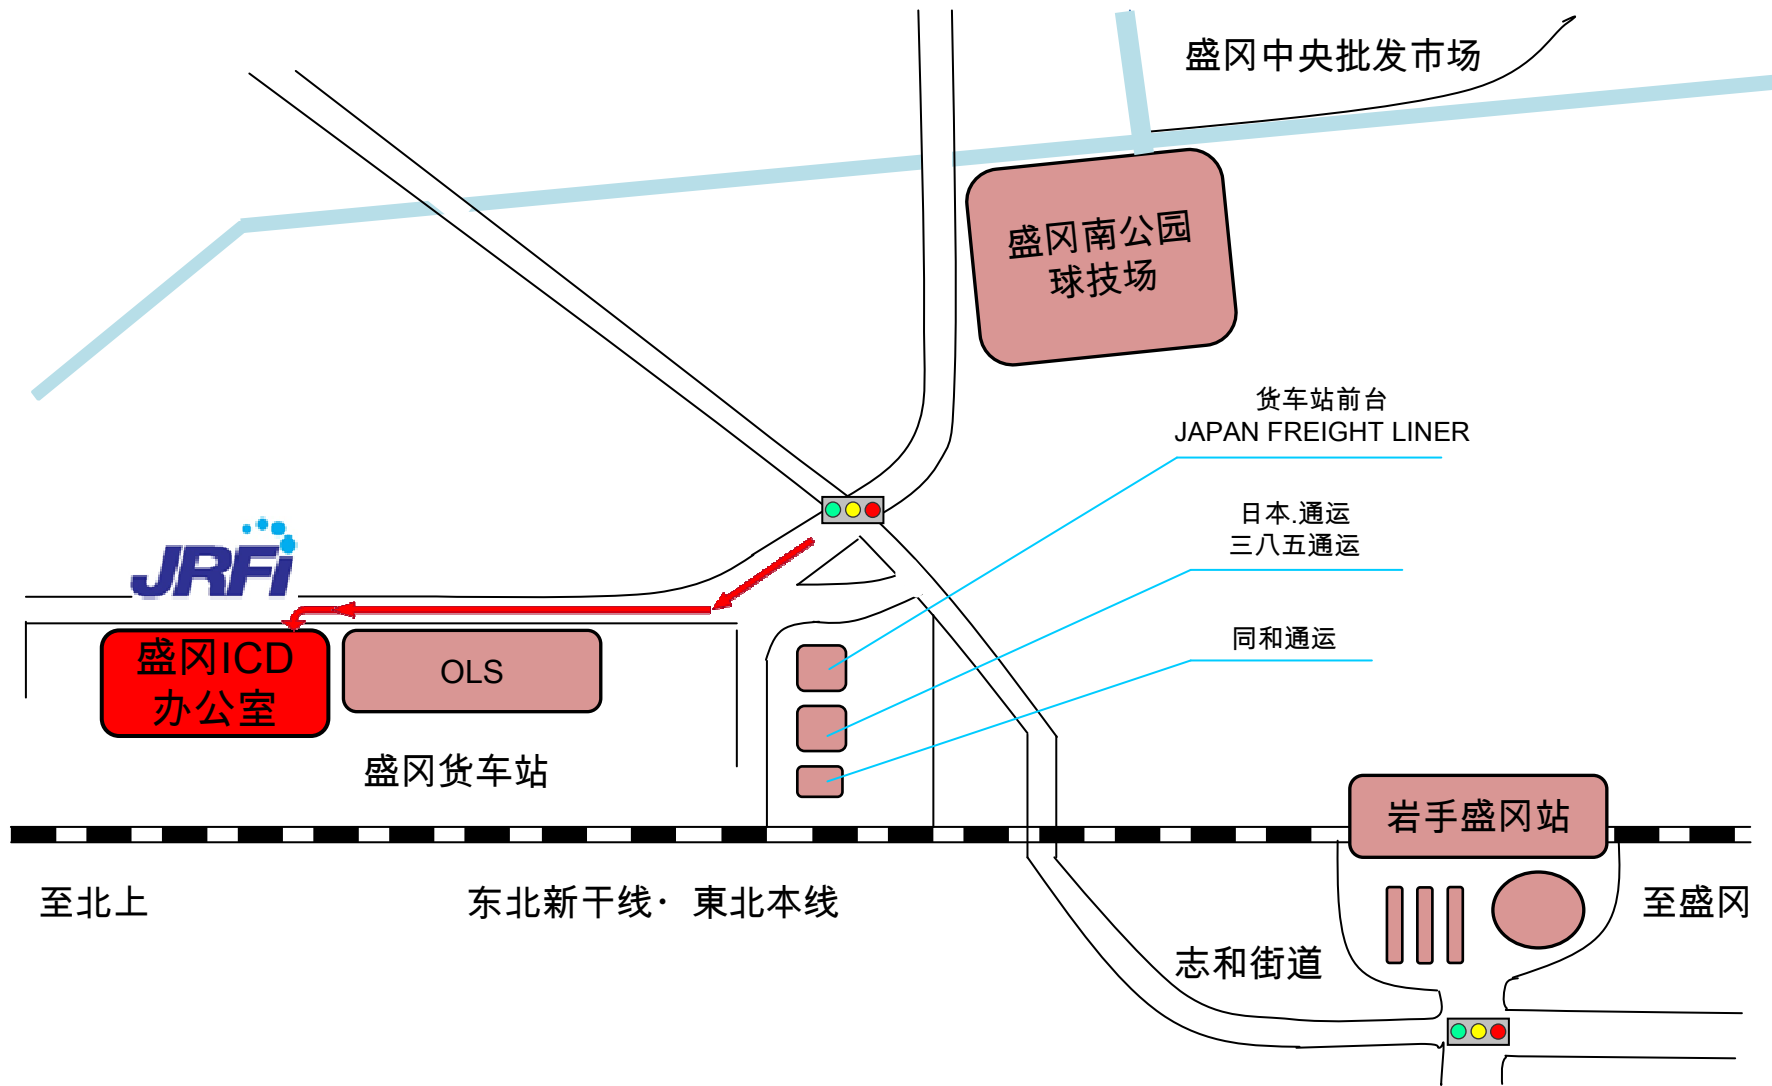 盛冈中央批发市场
盛冈南公园
球技场
货车站前台
JAPAN FREIGHT LINER
日本.通运
三八五通运
同和通运
JRFi
盛冈ICD
办公室
OLS
盛冈货车站
岩手盛冈站
至北上
东北新干线· 東北本线
至盛冈
志和街道